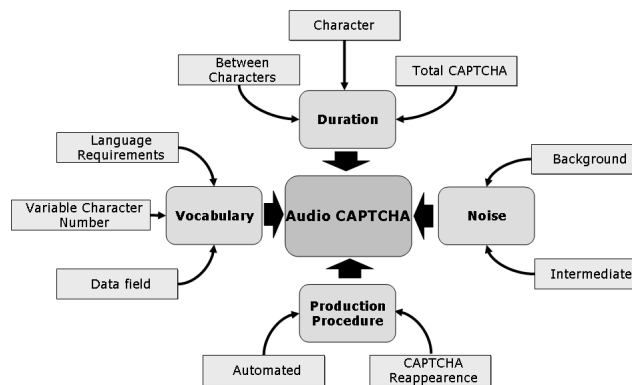 Character
Between
Characters
Total CAPTCHA
Duration
Language
Requirements
Background
Variable Character
Number
Vocabulary
Audio CAPTCHA
Noise
Data field
Intermediate
Production
Procedure
Automated
CAPTCHA
Reappearence